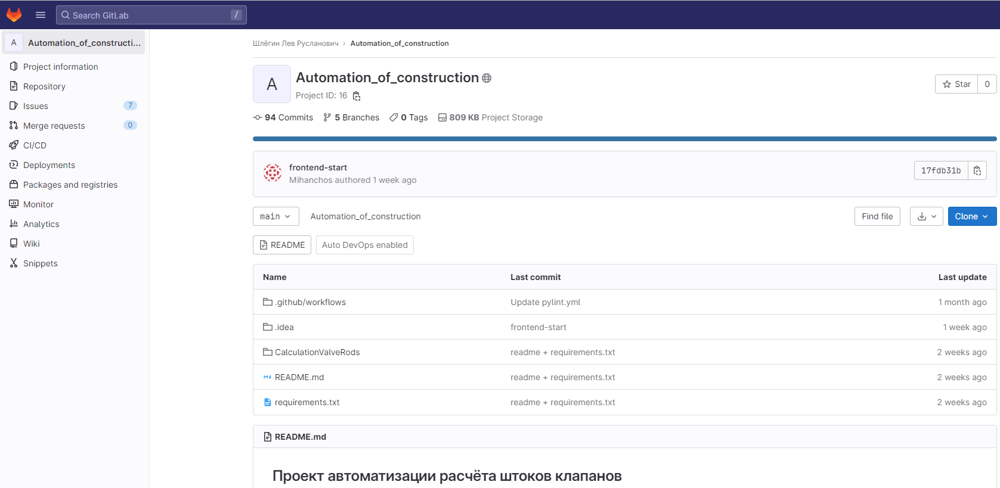 Search GitLab /
A Automation_of_constructi...
Project information
Repository
Issues 7
Merge requests 0
CI/CD
Deployments
Packages and registries
Monitor
Analytics
Wiki
Snippets
Шлёгин Лев Русланович › Automation_of_construction
A
Automation_of_construction
Project ID: 16
Star 0
94 Commits 5 Branches 0 Tags 809 KB Project Storage
frontend-start
Mihanchos authored 1 week ago
17fdb31b
main Automation_of_construction Find file Clone
README Auto DevOps enabled
Name Last commit Last update
.github/workflows Update pylint.yml 1 month ago
.idea frontend-start 1 week ago
CalculationValveRods readme + requirements.txt 2 weeks ago
README.md readme + requirements.txt 2 weeks ago
requirements.txt readme + requirements.txt 2 weeks ago
README.md
Проект автоматизации расчёта штоков клапанов